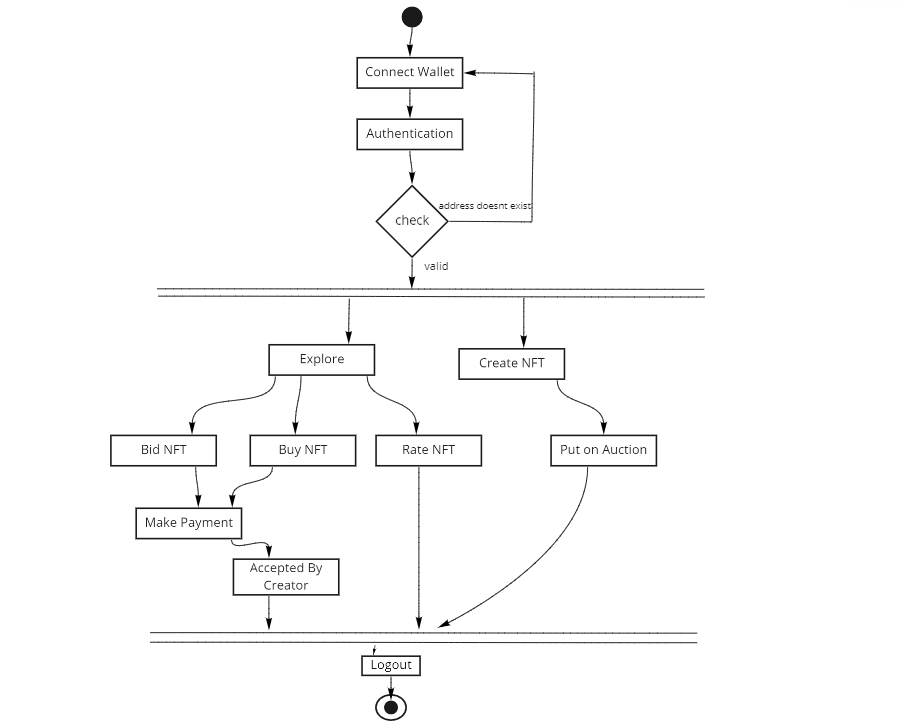 Connect Wallet
Authentication
address doesnt exist
check
valid
Explore
Create NFT
Bid NFT
Buy NFT
Rate NFT
Put on Auction
Make Payment
Accepted By
Creator
Logout